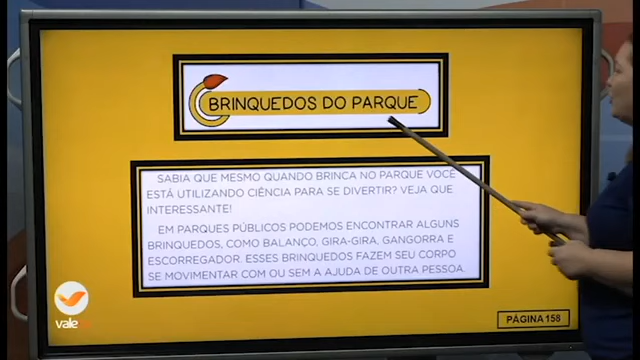 BRINQUEDOS DO PARQUE
SABIA QUE MESMO QUANDO BRINCA NO PARQUE VOCÊ
ESTÁ UTILIZANDO CIÊNCIA PARA SE DIVERTIR? VEJA QUE
INTERESSANTE!
EM PARQUES PÚBLICOS PODEMOS ENCONTRAR ALGUNS
BRINQUEDOS, COMO BALANÇO, GIRA-GIRA, GANGORRA E
ESCORREGADOR. ESSES BRINQUEDOS FAZEM SEU CORPO
SE MOVIMENTAR COM OU SEM A AJUDA DE OUTRA PESSOA.
vale
PÁGINA 158